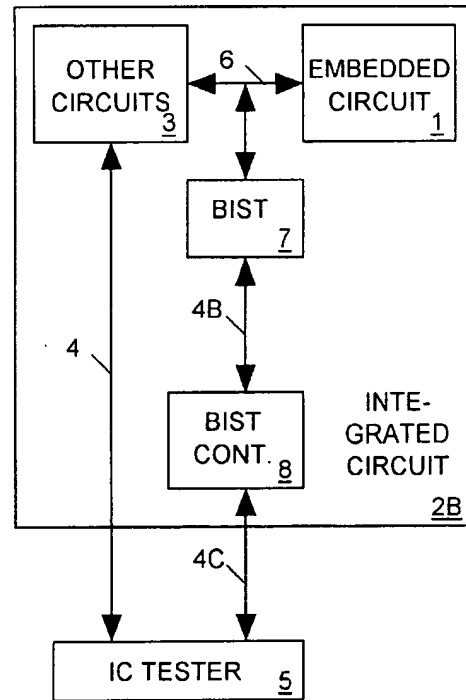 OTHER
CIRCUITS
3
6
EMBEDDED
CIRCUIT
1
BIST
7
4
4B
BIST
CONT.
8
INTE-
GRATED
CIRCUIT
2B
4C
IC TESTER 5